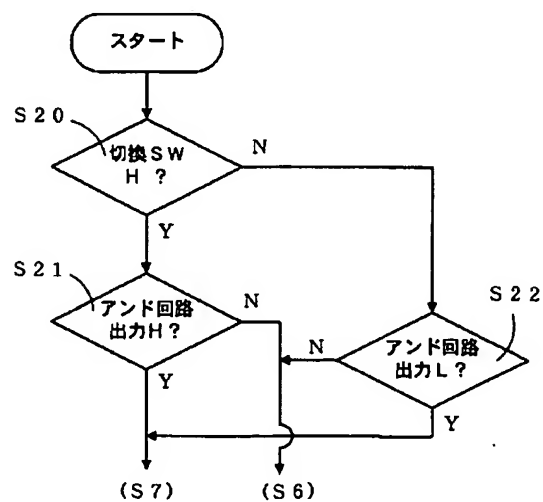 スタート
Ｓ２０
切換ＳＷ
Ｈ ？
N
Y
Ｓ２１
アンド回路
出力Ｈ？
N
Y
Ｓ２２
アンド回路
出力Ｌ？
N
Y
（Ｓ７）
（Ｓ６）